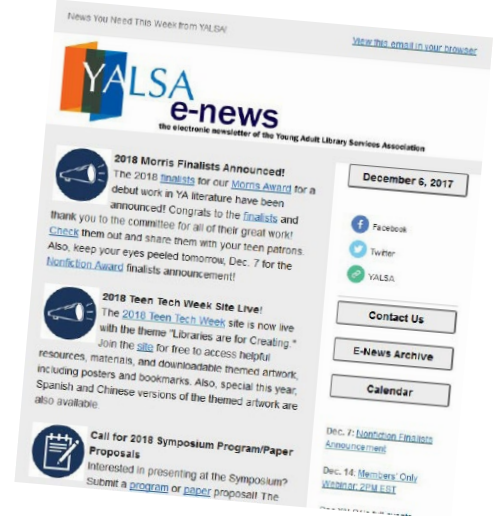 News You Need This Week from YALSA!
View this email in your browser
YALSA
e-news
the electronic newsletter of the Young Adult Library Services Association
2018 Morris Finalists Announced!
The 2018 finalists for our Morris Award for a
debut work in YA literature have been
announced! Congrats to the finalists and
thank you to the committee for all of their great work!
Check them out and share them with your teen patrons.
Also, keep your eyes peeled tomorrow, Dec. 7 for the
Nonfiction Award finalists announcement!
2018 Teen Tech Week Site Live!
The 2018 Teen Tech Week site is now live
with the theme "Libraries are for Creating."
Join the site for free to access helpful
resources, materials, and downloadable themed artwork,
including posters and bookmarks. Also, special this year,
Spanish and Chinese versions of the themed artwork are
also available.
Call for 2018 Symposium Program/Paper
Proposals
Interested in presenting at the Symposium?
Submit a program or paper proposal! The
December 6, 2017
Facebook
Twitter
YALSA
Contact Us
E-News Archive
Calendar
Dec. 7: Nonfiction Finalists
Announcement
Dec. 14: Members' Only
Webinar: 2PM EST